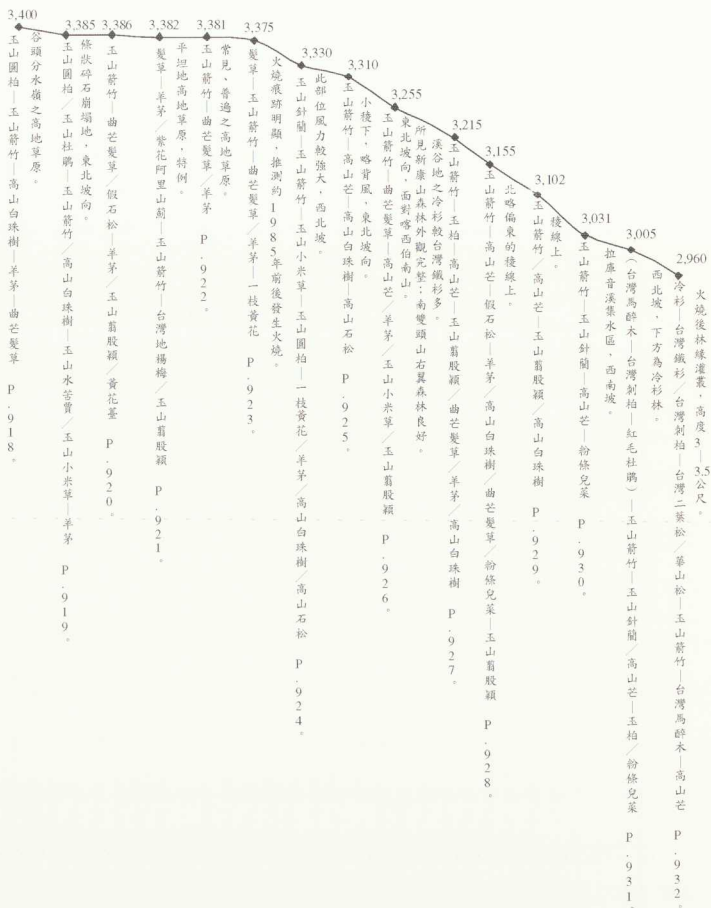 2,960
火燒後林緣灌叢，高度3—3.5公尺。
冷杉—台灣鐵杉／台灣刺柏—台灣二葉松／華山松—玉山箭竹—台灣馬醉木—高山芒 P.932。
3,005
西北坡，下方為冷杉林。
（台灣馬醉木—台灣刺柏—紅毛杜鵑）—玉山箭竹—玉山針藺／高山芒—玉柏／粉條兒菜 P.931。
3,031
拉庫音溪集水區，西南坡。
玉山箭竹—玉山針藺—高山芒—粉條兒菜 P.930。
3,102
稜線上。
玉山箭竹／高山芒—玉山翦股穎／高山白珠樹 P.929。
3,155
北略偏東的稜線上。
玉山箭竹／高山芒—假石松—羊茅／高山白珠樹／曲芒髮草／粉條兒菜—玉山翦股穎 P.928。
3,215
玉山箭竹—玉柏—高山芒—玉山翦股穎／曲芒髮草／羊茅／高山白珠樹 P.927。
溪谷地之冷杉較台灣鐵杉多。
所見新康山森林外觀完整；南雙頭山右翼森林良好。
3,255
東北坡向，面對喀西伯南山。
玉山箭竹—曲芒髮草—高山芒／羊茅／玉山小米草／玉山翦股穎 P.926。
3,310
小稜下，略背風，東北坡向。
玉山箭竹—高山芒—高山白珠樹—高山石松 P.925。
3,330
此部位風力較強大，西北坡。
玉山針藺—玉山箭竹—玉山小米草—玉山圓柏—一枝黃花／羊茅／高山白珠樹／高山石松 P.924。
3,375
火燒痕跡明顯，推測約1985年前後發生火燒。
髮草—玉山箭竹—曲芒髮草／羊茅—一枝黃花 P.923。
3,381
常見、普遍之高地草原。
玉山箭竹—曲芒髮草／羊茅 P.922。
3,382
平坦地高地草原，特例。
髮草—羊茅／紫花阿里山薊—玉山箭竹—台灣地楊梅／玉山翦股穎 P.921。
3,386
玉山箭竹—曲芒髮草／假石松—羊茅／玉山翦股穎／黃花薹 P.920。
3,385
條狀碎石崩塌地，東北坡向。
玉山圓柏／玉山杜鵑—玉山箭竹／高山白珠樹—玉山水苦賈／玉山小米草—羊茅 P.919。
3,400
谷頭分水嶺之高地草原。
玉山圓柏—玉山箭竹—高山白珠樹—羊茅—曲芒髮草 P.918。